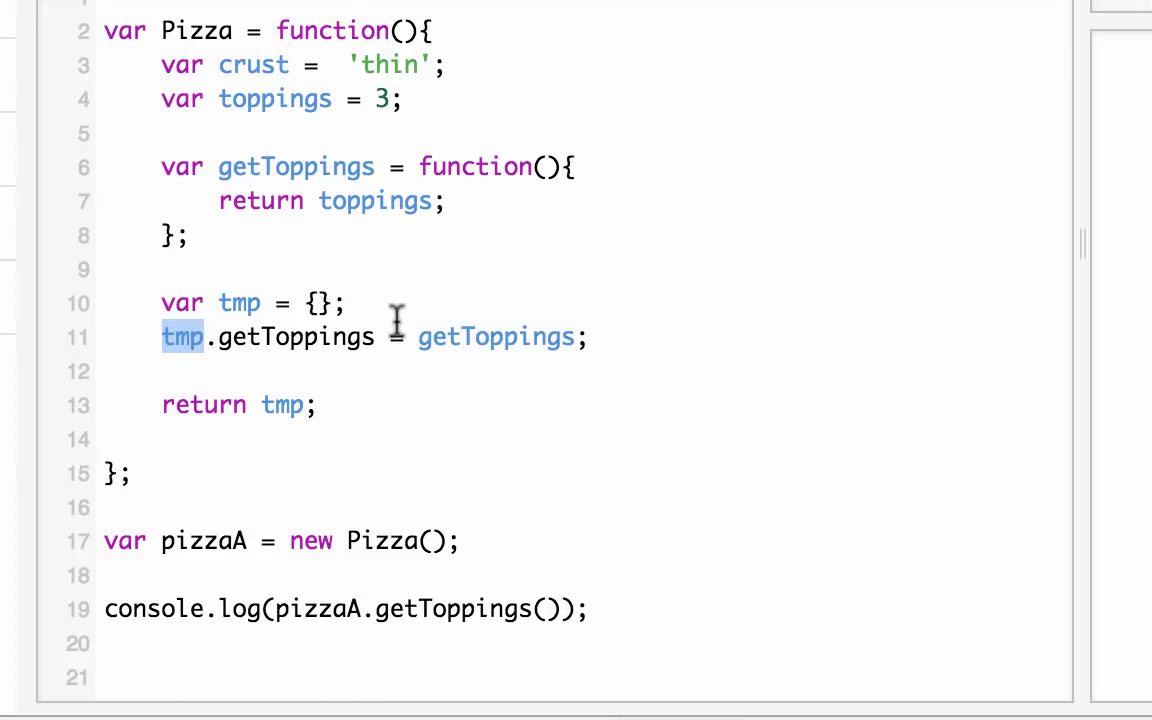 2 var Pizza = function(){
3 var crust =  'thin';
4 var toppings = 3;
5
6 var getToppings = function(){
7 return toppings;
8 };
9
10 var tmp = {};
11 tmp.getToppings = getToppings;
12
13 return tmp;
14
15 };
16
17 var pizzaA = new Pizza();
18
19 console.log(pizzaA.getToppings());
20
21